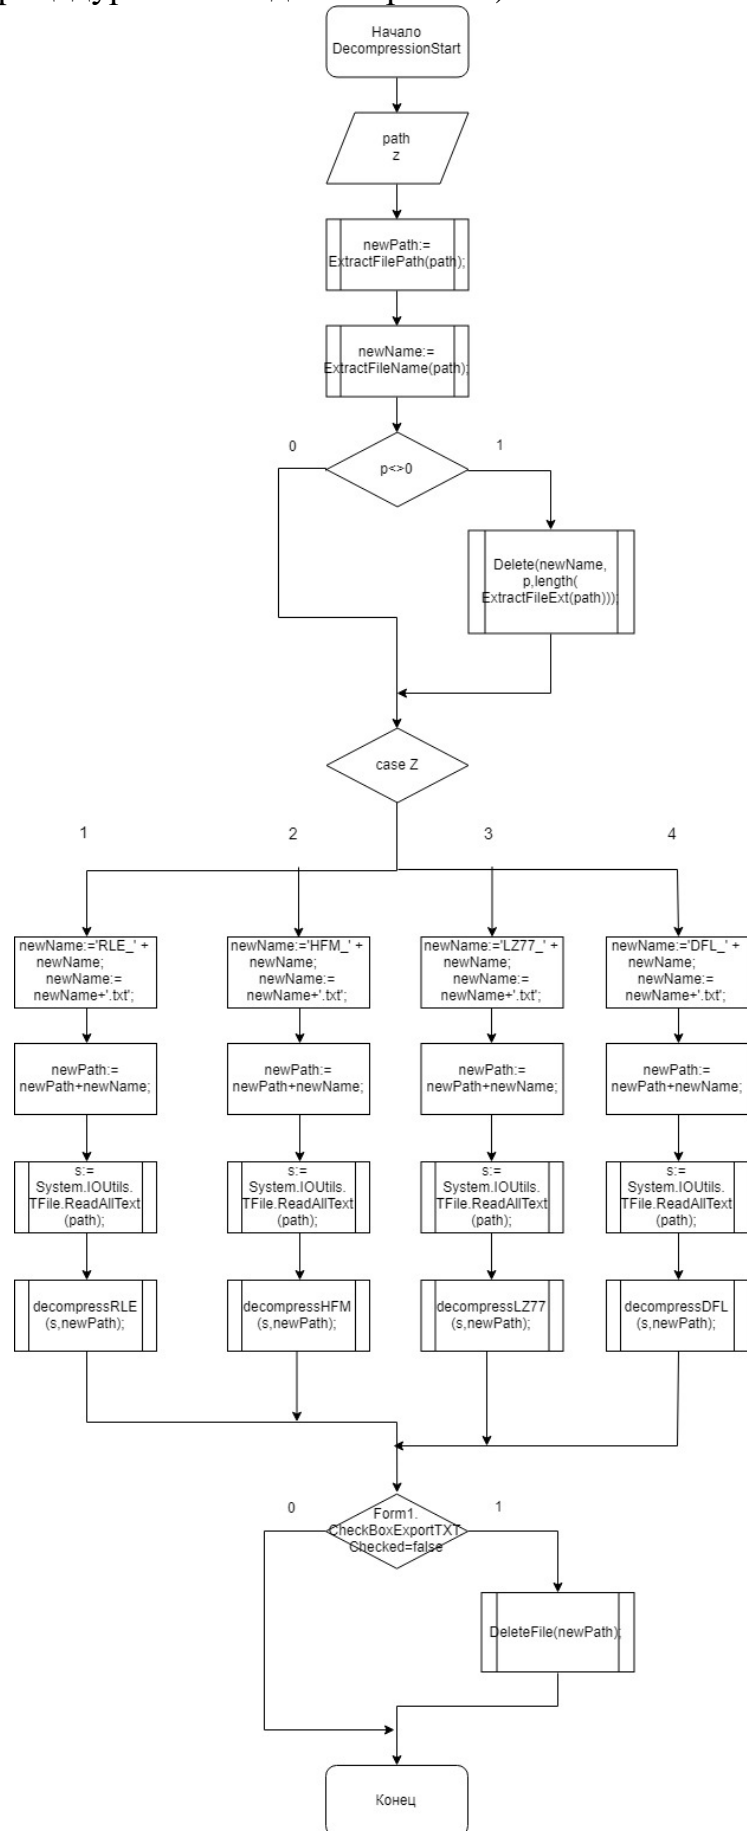 Начало
DecompressionStart
path
z
newPath:=
ExtractFilePath(path);
newName:=
ExtractFileName(path);
0
1
p<>0
Delete(newName,
p,length(
ExtractFileExt(path)));
case Z
1
2
3
4
newName:='RLE_' +
newName;
newName:=
newName+'.txt';
newName:='HFM_' +
newName;
newName:=
newName+'.txt';
newName:='LZ77_' +
newName;
newName:=
newName+'.txt';
newName:='DFL_' +
newName;
newName:=
newName+'.txt';
newPath:=
newPath+newName;
newPath:=
newPath+newName;
newPath:=
newPath+newName;
newPath:=
newPath+newName;
s:=
System.IOUtils.
TFile.ReadAllText
(path);
s:=
System.IOUtils.
TFile.ReadAllText
(path);
s:=
System.IOUtils.
TFile.ReadAllText
(path);
s:=
System.IOUtils.
TFile.ReadAllText
(path);
decompressRLE
(s,newPath);
decompressHFM
(s,newPath);
decompressLZ77
(s,newPath);
decompressDFL
(s,newPath);
0
1
Form1.
CheckBoxExportTXT
Checked=false
DeleteFile(newPath);
Конец